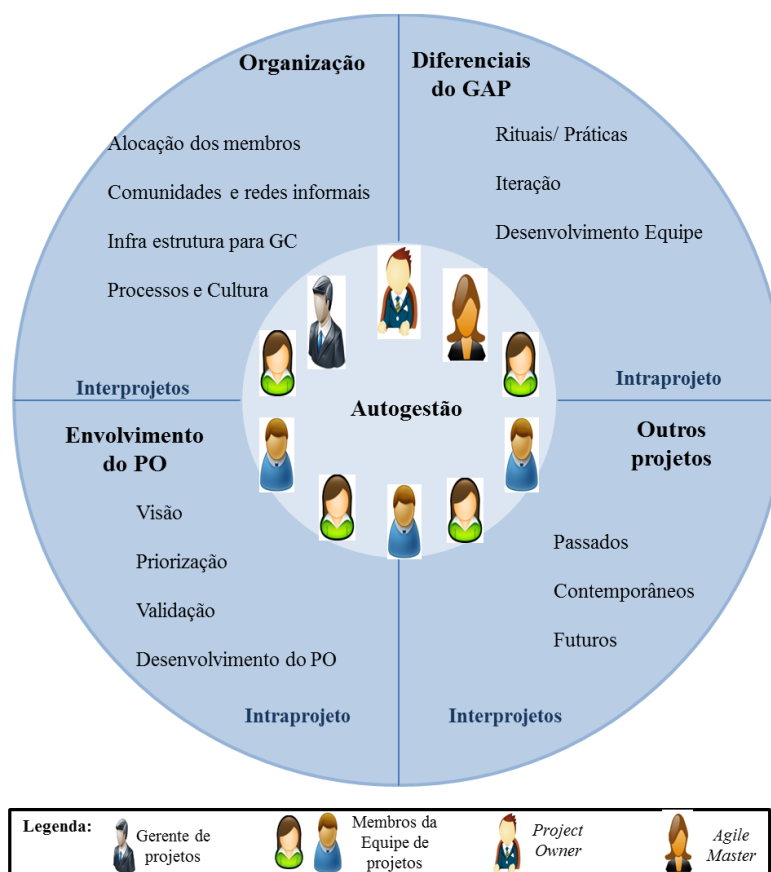 Organização
Alocação dos membros
Comunidades e redes informais
Infra estrutura para GC
Processos e Cultura
Interprojetos
Diferenciais
do GAP
Rituais/ Práticas
Iteração
Desenvolvimento Equipe
Intraprojeto
Autogestão
Envolvimento
do PO
Visão
Priorização
Validação
Desenvolvimento do PO
Intraprojeto
Outros
projetos
Passados
Contemporâneos
Futuros
Interprojetos
Legenda:
Gerente de
projetos
Membros da
Equipe de
projetos
Project
Owner
Agile
Master